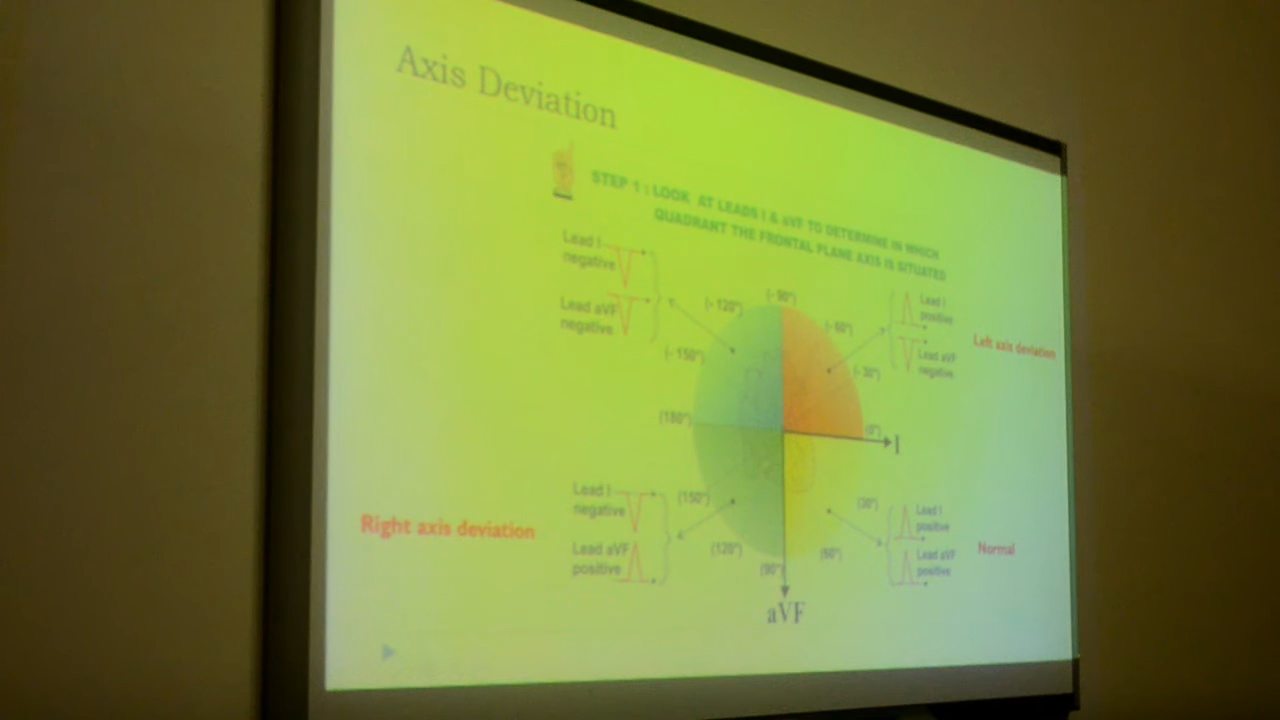 Axis Deviation
STEP 1 : LOOK AT LEADS I & aVF TO DETERMINE IN WHICH
QUADRANT THE FRONTAL PLANE AXIS IS SITUATED
Lead I
negative
Lead aVF
negative
(- 120°)
(- 90°)
(- 60°)
(- 150°)
(- 30°)
Lead I
positive
Lead aVF
negative
Left axis deviation
(180°)
(0°)
I
Right axis deviation
Lead I
negative
Lead aVF
positive
(150°)
(120°)
(90°)
(60°)
(30°)
Lead I
positive
Lead aVF
positive
Normal
aVF